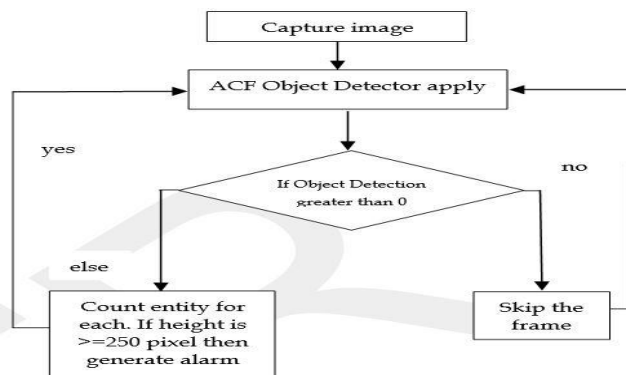 Capture image
ACF Object Detector apply
yes
no
If Object Detection
greater than 0
else
Count entity for
each. If height is
>=250 pixel then
generate alarm
Skip the
frame